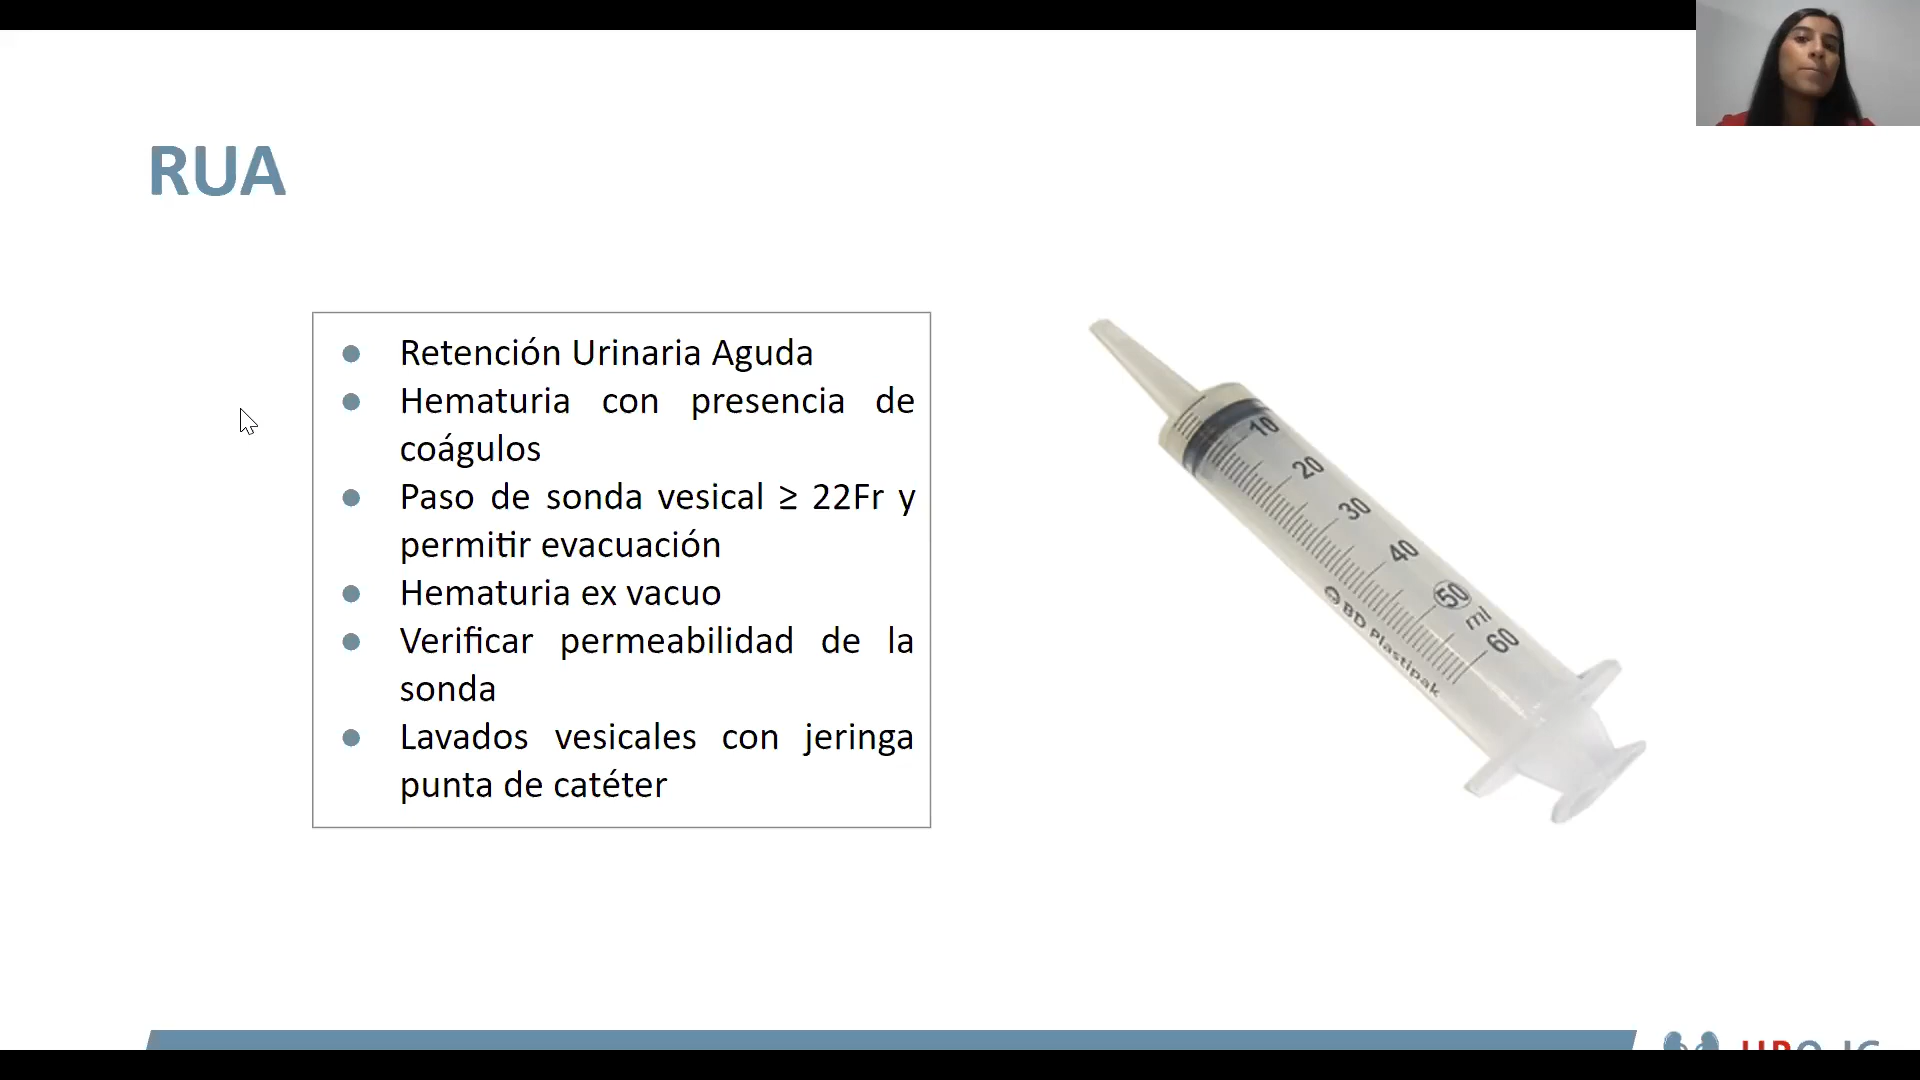 RUA
Retención Urinaria Aguda
Hematuria con presencia de
coágulos
Paso de sonda vesical ≥ 22Fr y
permitir evacuación
Hematuria ex vacuo
Verificar permeabilidad de la
sonda
Lavados vesicales con jeringa
punta de catéter
10
20
30
40
50
ml
60
BD Plastipak